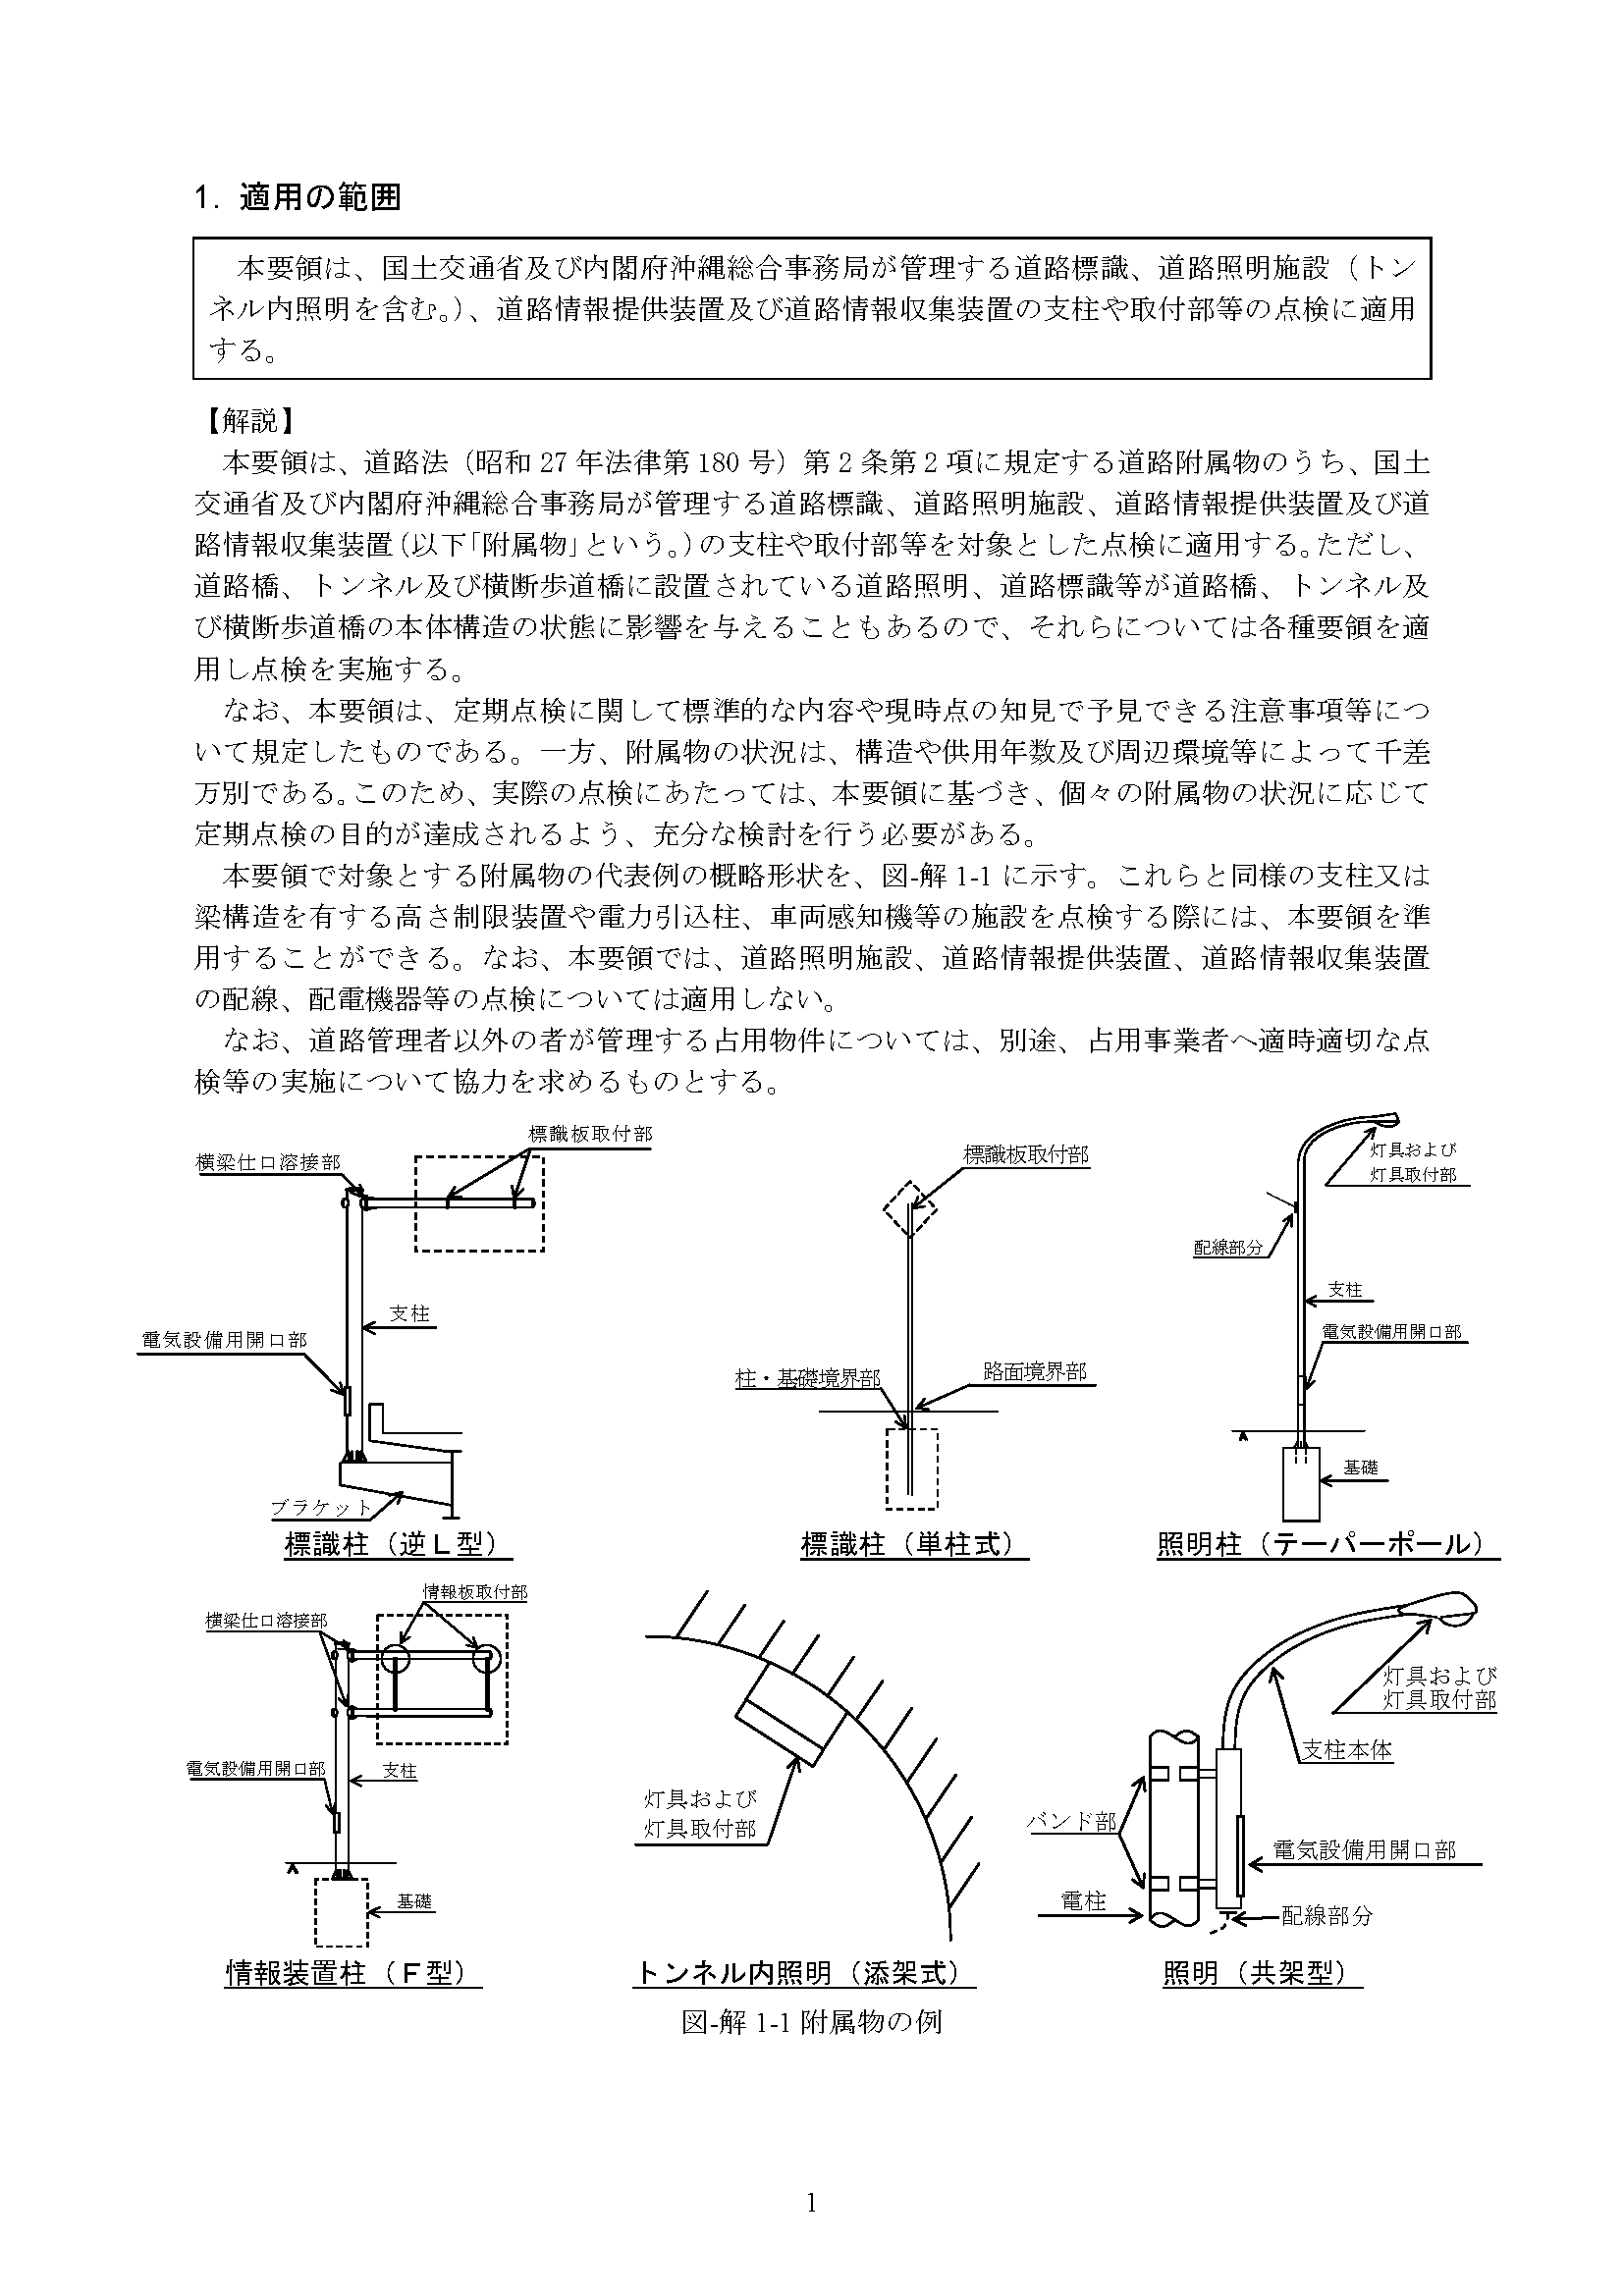 1. 適用の範囲
本要領は、国土交通省及び内閣府沖縄総合事務局が管理する道路標識、道路照明施設（トン
ネル内照明を含む。）、道路情報提供装置及び道路情報収集装置の支柱や取付部等の点検に適用
する。
【解説】
本要領は、道路法（昭和 27 年法律第 180 号）第 2 条第 2 項に規定する道路附属物のうち、国土
交通省及び内閣府沖縄総合事務局が管理する道路標識、道路照明施設、道路情報提供装置及び道
路情報収集装置（以下「附属物」という。）の支柱や取付部等を対象とした点検に適用する。ただし、
道路橋、トンネル及び横断歩道橋に設置されている道路照明、道路標識等が道路橋、トンネル及
び横断歩道橋の本体構造の状態に影響を与えることもあるので、それらについては各種要領を適
用し点検を実施する。
なお、本要領は、定期点検に関して標準的な内容や現時点の知見で予見できる注意事項等につ
いて規定したものである。一方、附属物の状況は、構造や供用年数及び周辺環境等によって千差
万別である。このため、実際の点検にあたっては、本要領に基づき、個々の附属物の状況に応じて
定期点検の目的が達成されるよう、充分な検討を行う必要がある。
本要領で対象とする附属物の代表例の概略形状を、図-解 1-1 に示す。これらと同様の支柱又は
梁構造を有する高さ制限装置や電力引込柱、車両感知機等の施設を点検する際には、本要領を準
用することができる。なお、本要領では、道路照明施設、道路情報提供装置、道路情報収集装置
の配線、配電機器等の点検については適用しない。
なお、道路管理者以外の者が管理する占用物件については、別途、占用事業者へ適時適切な点
検等の実施について協力を求めるものとする。
標識板取付部
横梁仕口溶接部
支柱
電気設備用開口部
ブラケット
標識柱（逆Ｌ型）
標識板取付部
柱・基礎境界部
路面境界部
標識柱（単柱式）
灯具および
灯具取付部
配線部分
支柱
電気設備用開口部
基礎
照明柱（テーパーポール）
情報板取付部
横梁仕口溶接部
電気設備用開口部
支柱
基礎
情報装置柱（Ｆ型）
灯具および
灯具取付部
トンネル内照明（添架式）
灯具および
灯具取付部
支柱本体
バンド部
電気設備用開口部
電柱
配線部分
照明（共架型）
図-解 1-1 附属物の例
1